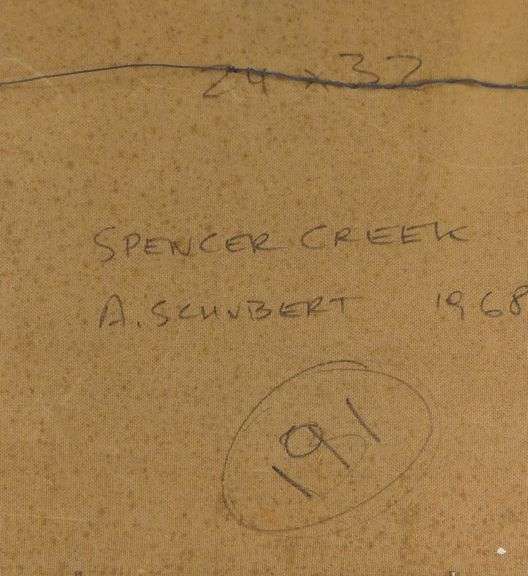 24 x 32
SPENCER CREEK
A. SCHUBERT 1968
191